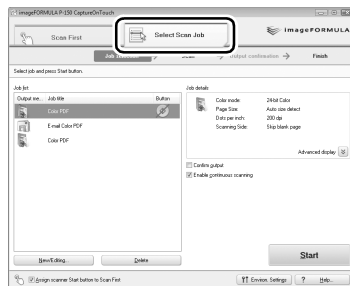 imageFORMULA P-150 CaptureOnTouch
Scan First
Select Scan Job
imageFORMULA
Job Selection
Scan
Output confirmation
Finish
Select job and press Start button.
Job list
Output me... Job title Button
Color PDF
E-mail Color PDF
Color PDF
New/Editing...
Delete
Job details
Color mode: 24-bit Color
Page Size: Auto size detect
Dots per inch: 200 dpi
Scanning Side: Skip blank page
Advanced display
Confirm output
Enable continuous scanning
Start
Assign scanner Start button to Scan First
Environ. Settings
? Help...